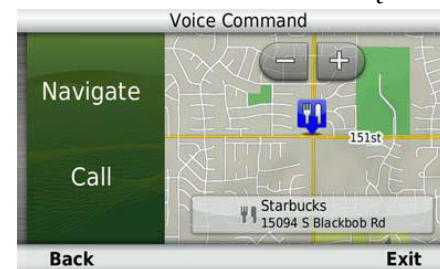 Voice Command
Navigate
Call
151st
Starbucks
15094 S Blackbob Rd
Back
Exit